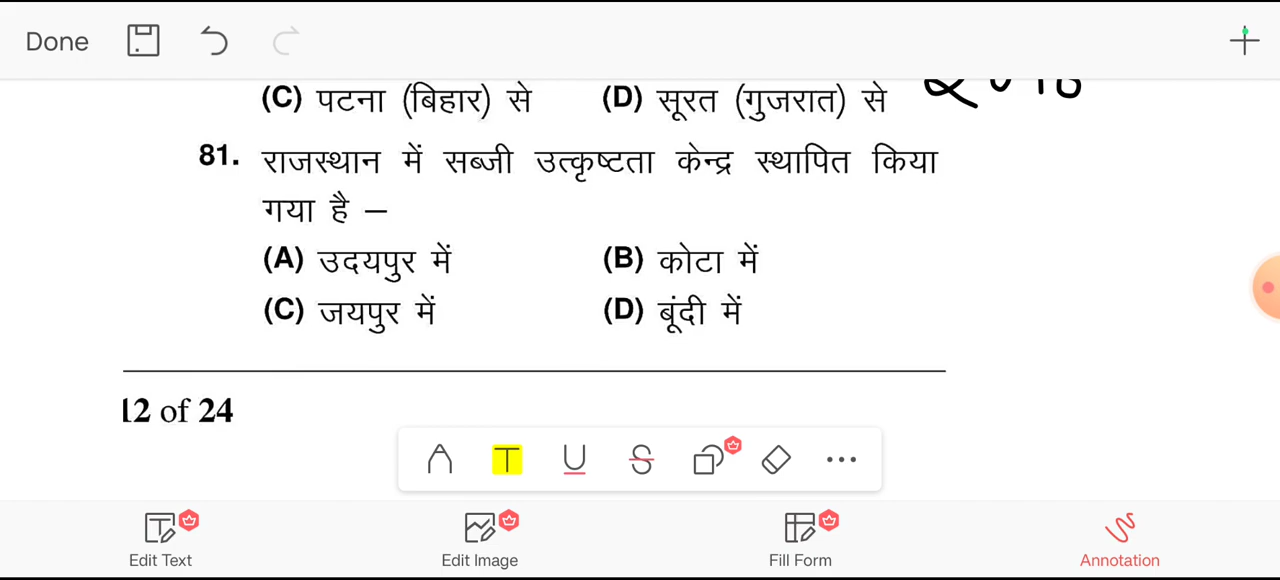 Done
(C) पटना (बिहार) से (D) सूरत (गुजरात) से
81. राजस्थान में सब्जी उत्कृष्टता केन्द्र स्थापित किया
गया है –
(A) उदयपुर में (B) कोटा में
(C) जयपुर में (D) बूंदी में
12 of 24
Edit Text Edit Image Fill Form Annotation